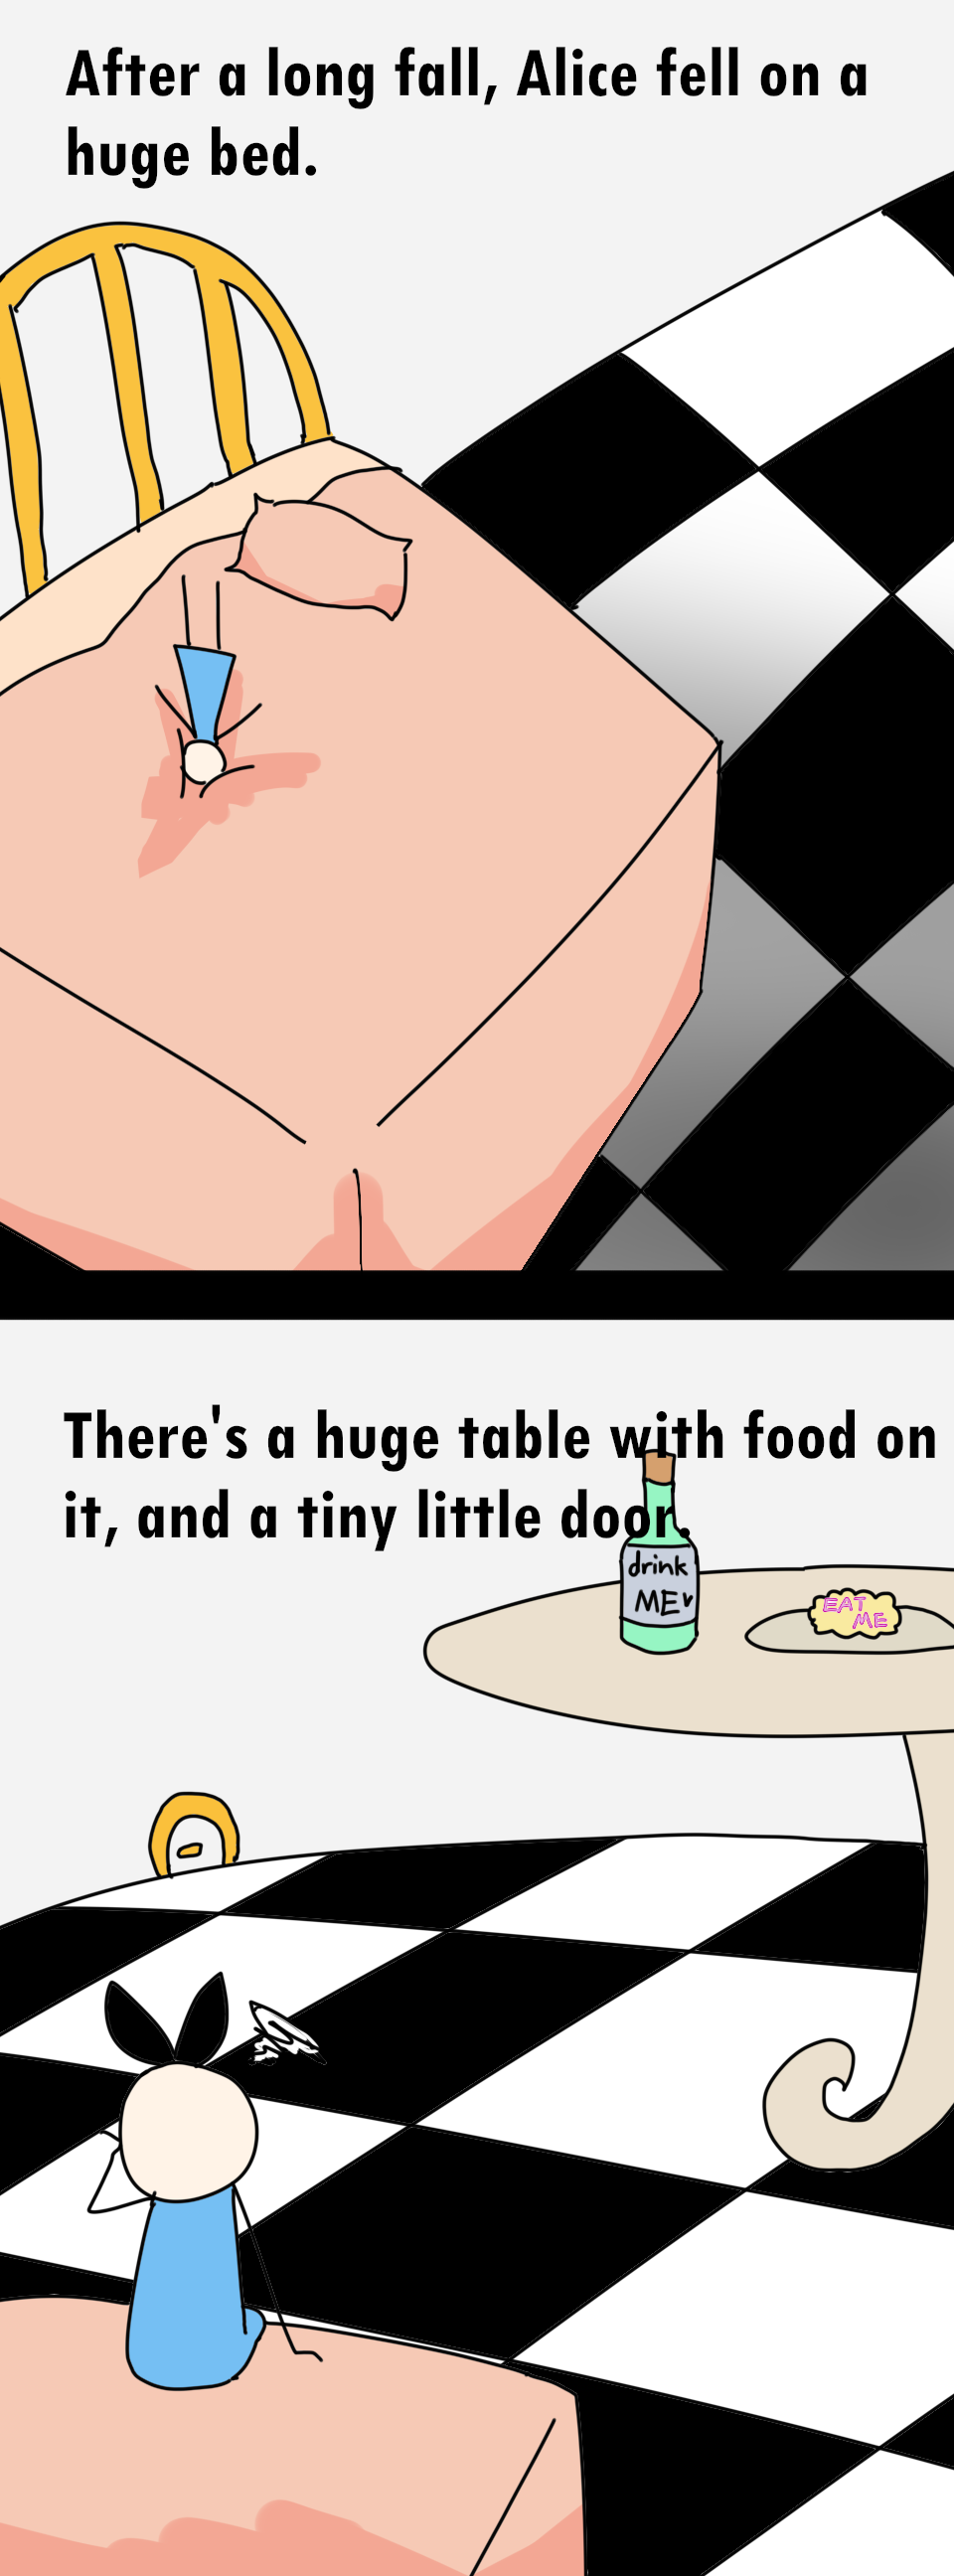 After a long fall, Alice fell on a
huge bed.
There's a huge table with food on
it, and a tiny little door.
drink
ME
EAT
ME